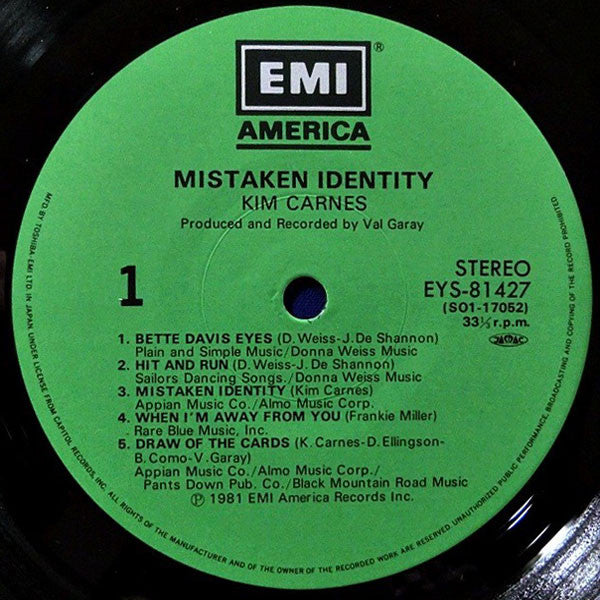 EMI
®
AMERICA
MISTAKEN IDENTITY
KIM CARNES
Produced and Recorded by Val Garay
1
STEREO
EYS-81427
(SO1-17052)
33⅓ r.p.m.
JASRAC
1. BETTE DAVIS EYES (D. Weiss-J. De Shannon)
Plain and Simple Music/Donna Weiss Music
2. HIT AND RUN (D. Weiss-J. De Shannon)
Sailors Dancing Songs./Donna Weiss Music
3. MISTAKEN IDENTITY (Kim Carnes)
Appian Music Co./Almo Music Corp.
4. WHEN I'M AWAY FROM YOU (Frankie Miller)
Rare Blue Music, Inc.
5. DRAW OF THE CARDS (K. Carnes-D. Ellingson-
B. Como-V. Garay)
Appian Music Co./Almo Music Corp./
Pants Down Pub. Co./Black Mountain Road Music
℗ 1981 EMI America Records Inc.
MFD. BY TOSHIBA EMI LTD. IN JAPAN UNDER LICENSE FROM CAPITOL RECORDS, INC. ALL RIGHTS OF THE MANUFACTURER AND OF THE OWNER OF THE RECORDED WORK ARE RESERVED. UNAUTHORIZED PUBLIC PERFORMANCE, BROADCASTING AND COPYING OF THE RECORD PROHIBITED.